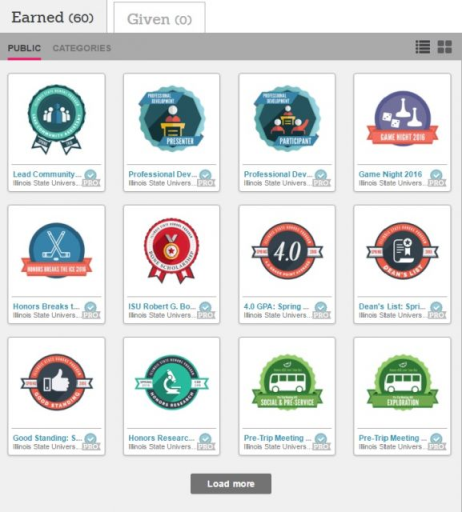 Earned (60)
Given (0)
PUBLIC CATEGORIES
PROFESSIONAL
DEVELOPMENT
PRESENTER
PROFESSIONAL
DEVELOPMENT
PARTICIPANT
GAME NIGHT 2016
Lead Community... PRO
Illinois State Univers...
Professional Dev... PRO
Illinois State Univers...
Professional Dev... PRO
Illinois State Univers...
Game Night 2016 PRO
Illinois State Univers...
HONORS BREAKS THE ICE 2016
4.0
DEAN'S LIST
Honors Breaks t... PRO
Illinois State Univers...
ISU Robert G. Bo... PRO
Illinois State Univers...
4.0 GPA: Spring ... PRO
Illinois State Univers...
Dean's List: Spri... PRO
Illinois State Univers...
GOOD STANDING
HONORS RESEARCH
SOCIAL & PRE-SERVICE
EXPLORATION
Good Standing: S... PRO
Illinois State Univers...
Honors Researc... PRO
Illinois State Univers...
Pre-Trip Meeting ... PRO
Illinois State Univers...
Pre-Trip Meeting ... PRO
Illinois State Univers...
Load more